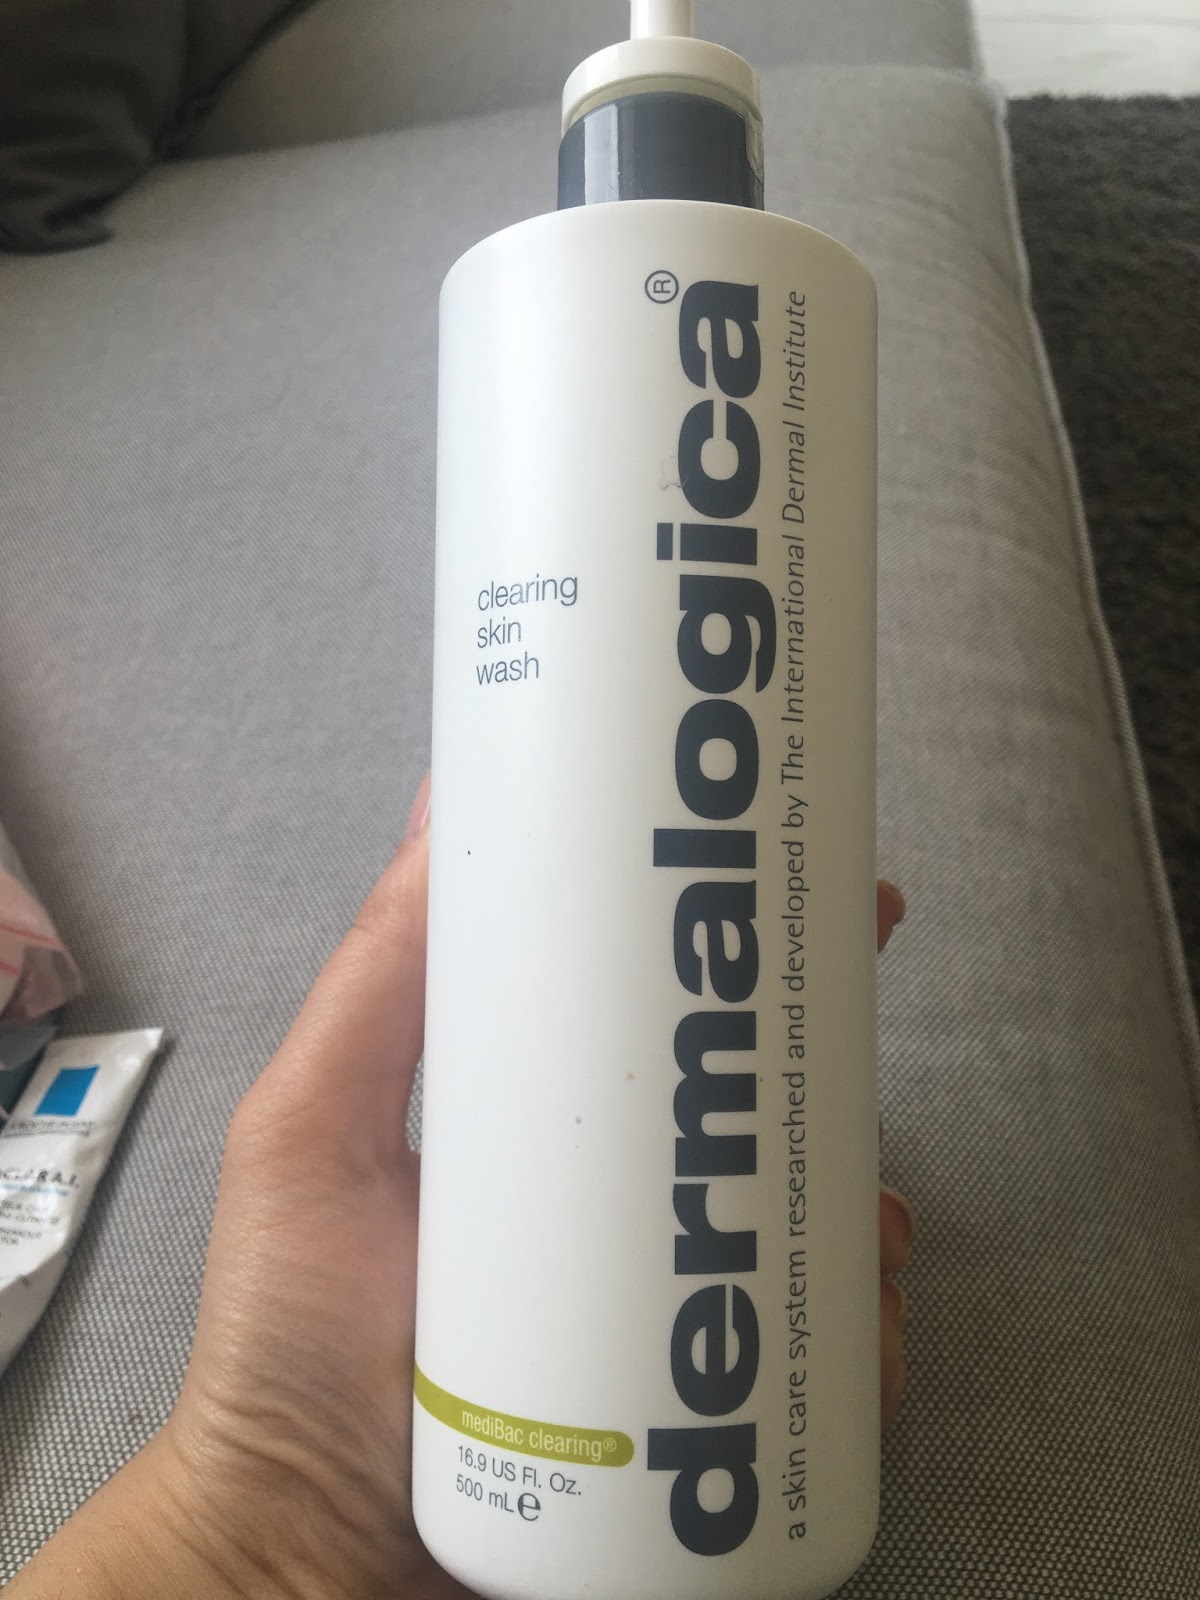 clearing
skin
wash
dermalogica®
a skin care system researched and developed by The International Dermal Institute
mediBac clearing®
16.9 US Fl. Oz.
500 mL ℮